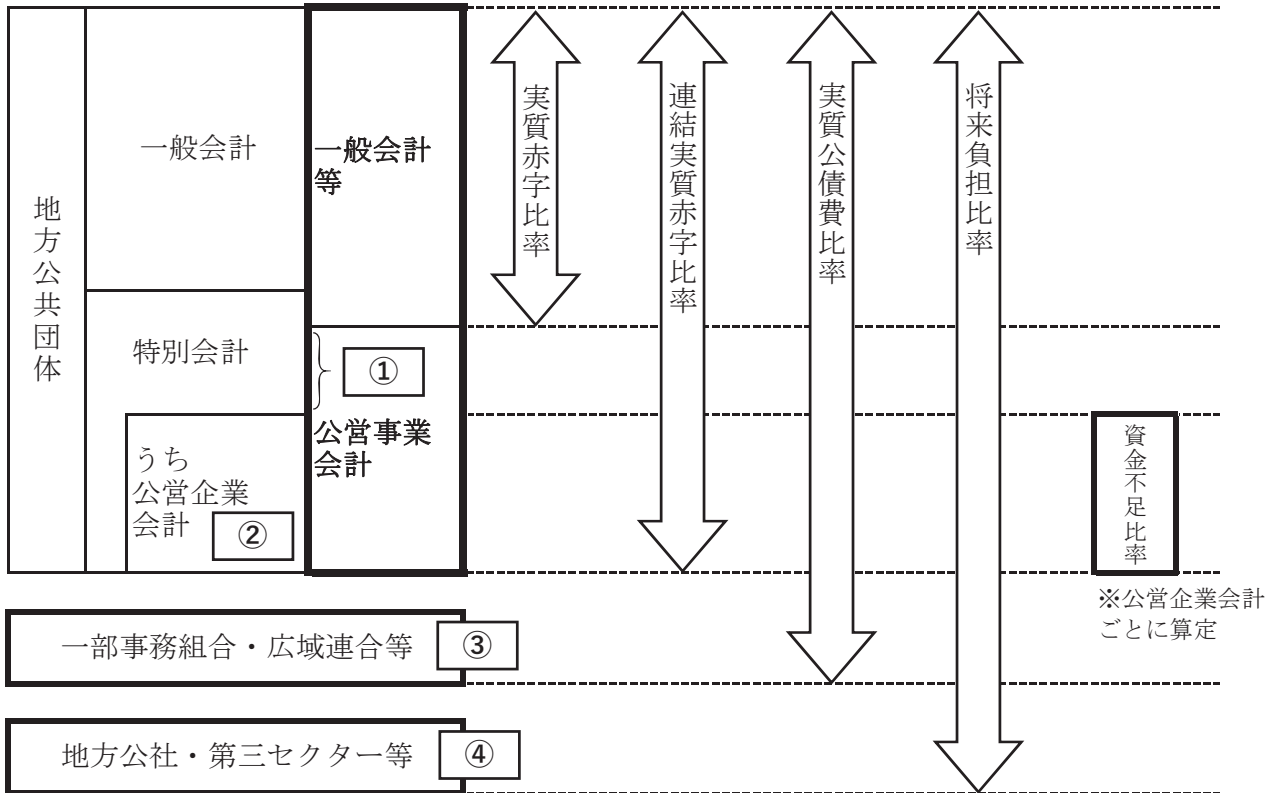 地方公共団体
一般会計
特別会計
うち
公営企業
会計
②
一般会計
等
①
公営事業
会計
実質赤字比率
連結実質赤字比率
実質公債費比率
将来負担比率
資金不足比率
※公営企業会計
ごとに算定
一部事務組合・広域連合等
③
地方公社・第三セクター等
④